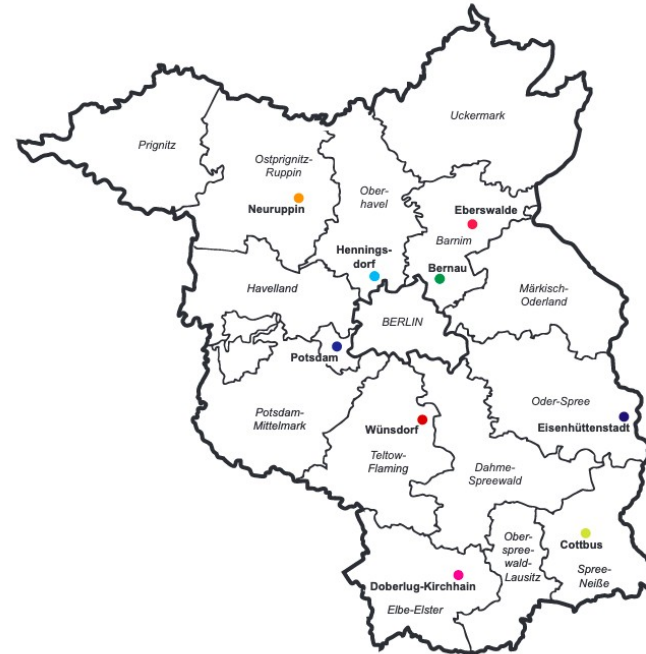 Uckermark
Prignitz
Ostprignitz-
Ruppin
Neuruppin
Ober-
havel
Eberswalde
Barnim
Hennings-
dorf
Bernau
Havelland
Märkisch-
Oderland
BERLIN
Potsdam
Potsdam-
Mittelmark
Oder-Spree
Eisenhüttenstadt
Wünsdorf
Teltow-
Flaming
Dahme-
Spreewald
Ober-
spree-
wald-
Lausitz
Cottbus
Spree-
Neiße
Doberlug-Kirchhain
Elbe-Elster